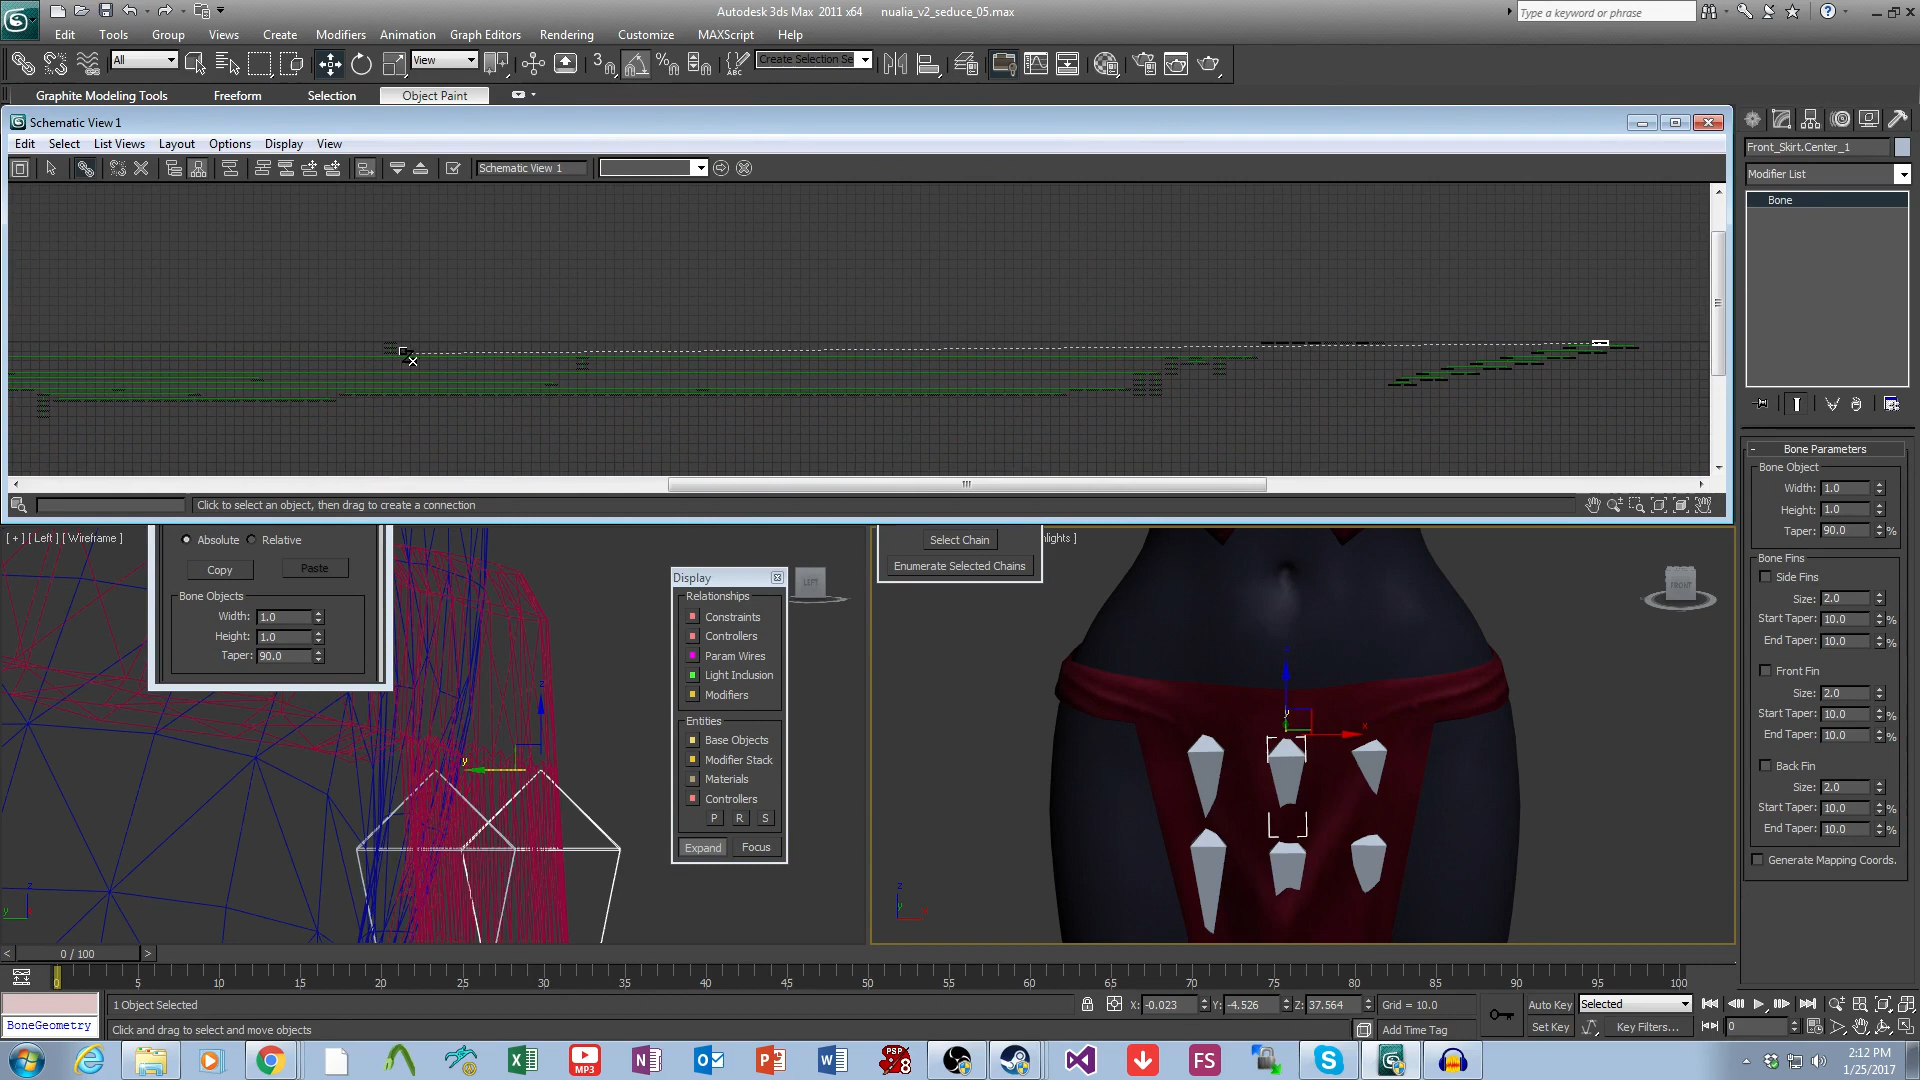 Autodesk 3ds Max 2011 x64 nualia_v2_seduce_05.max
Type a keyword or phrase
Edit Tools Group Views Create Modifiers Animation Graph Editors Rendering Customize MAXScript Help
All View Create Selection Se
Graphite Modeling Tools Freeform Selection Object Paint
Schematic View 1
Edit Select List Views Layout Options Display View
Schematic View 1
Front_Skirt.Center_1
Modifier List
Bone
Click to select an object, then drag to create a connection
Bone Parameters
Bone Object
Width: 1.0
Height: 1.0
Taper: 90.0 %
Bone Fins
Side Fins
Size: 2.0
Start Taper: 10.0 %
End Taper: 10.0 %
Front Fin
Size: 2.0
Start Taper: 10.0 %
End Taper: 10.0 %
Back Fin
Size: 2.0
Start Taper: 10.0 %
End Taper: 10.0 %
Generate Mapping Coords.
[ + ] [ Left ] [ Wireframe ]
Absolute Relative
Copy Paste
Bone Objects
Width: 1.0
Height: 1.0
Taper: 90.0
Display
Relationships
Constraints
Controllers
Param Wires
Light Inclusion
Modifiers
Entities
Base Objects
Modifier Stack
Materials
Controllers
P R S
Expand Focus
LEFT
Select Chain
Enumerate Selected Chains
hlights ]
FRONT
z
y
x
0 / 100
0 5 10 15 20 25 30 35 40 45 50 55 60 65 70 75 80 85 90 95 100
1 Object Selected
X: -0.023 Y: -4.526 Z: 37.564 Grid = 10.0
Auto Key Selected
BoneGeometry
Click and drag to select and move objects
Add Time Tag
Set Key Key Filters... 0
MP3
PSP 8
FS
2:12 PM
1/25/2017